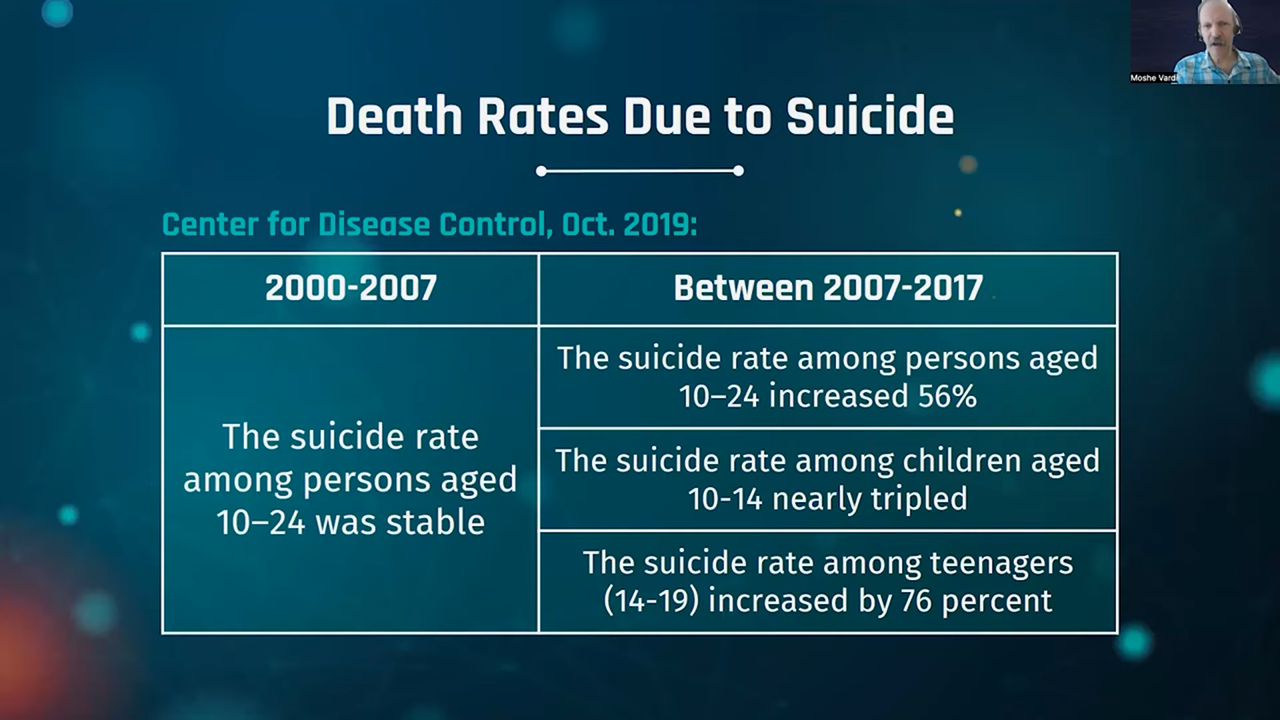 Moshe Vardi
Death Rates Due to Suicide
Center for Disease Control, Oct. 2019:
2000-2007
Between 2007-2017
The suicide rate
among persons aged
10–24 was stable
The suicide rate among persons aged
10–24 increased 56%
The suicide rate among children aged
10-14 nearly tripled
The suicide rate among teenagers
(14-19) increased by 76 percent